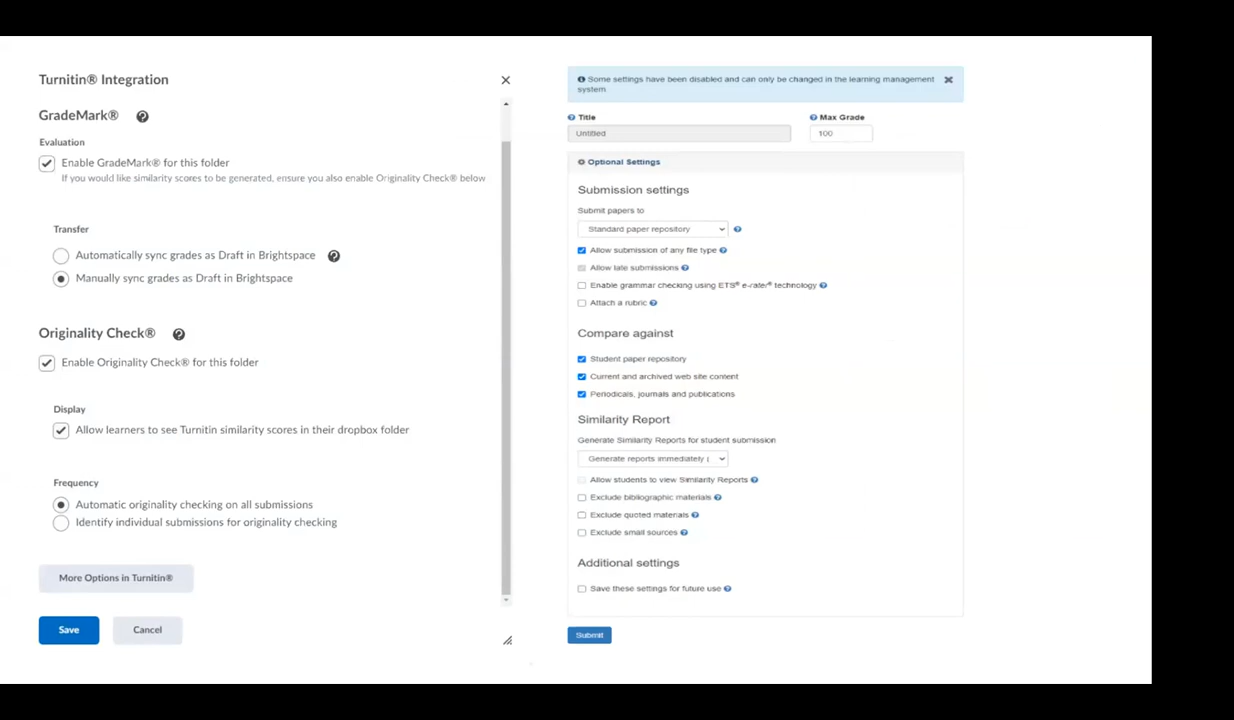 Turnitin® Integration
GradeMark®
Evaluation
Enable GradeMark® for this folder
If you would like similarity scores to be generated, ensure you also enable Originality Check® below
Transfer
Automatically sync grades as Draft in Brightspace
Manually sync grades as Draft in Brightspace
Originality Check®
Enable Originality Check® for this folder
Display
Allow learners to see Turnitin similarity scores in their dropbox folder
Frequency
Automatic originality checking on all submissions
Identify individual submissions for originality checking
More Options in Turnitin®
Save
Cancel
Some settings have been disabled and can only be changed in the learning management
system
Title
Max Grade
Untitled
100
Optional Settings
Submission settings
Submit papers to
Standard paper repository
Allow submission of any file type
Allow late submissions
Enable grammar checking using ETS® e-rater® technology
Attach a rubric
Compare against
Student paper repository
Current and archived web site content
Periodicals, journals and publications
Similarity Report
Generate Similarity Reports for student submission
Generate reports immediately (
Allow students to view Similarity Reports
Exclude bibliographic materials
Exclude quoted materials
Exclude small sources
Additional settings
Save these settings for future use
Submit